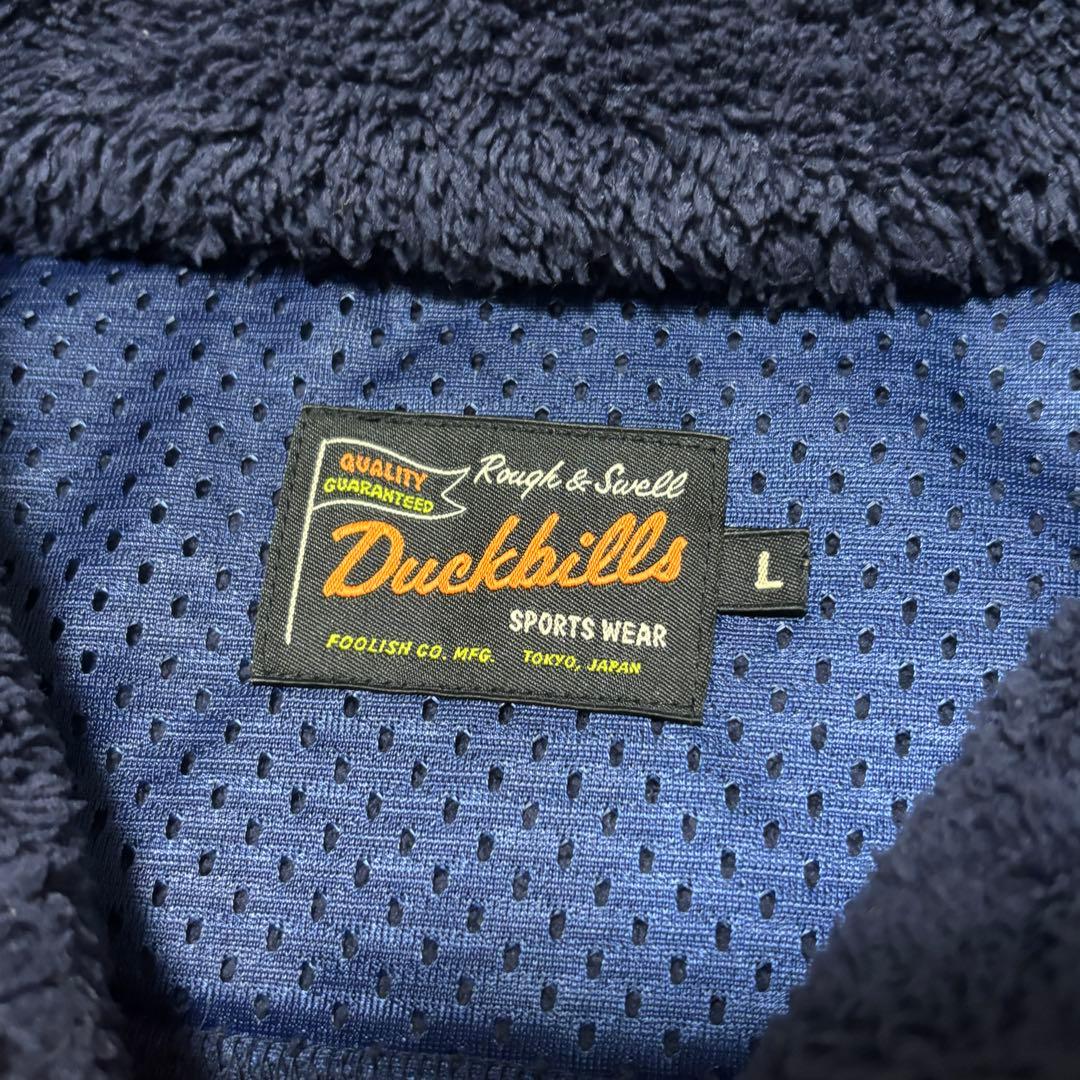 QUALITY
GUARANTEED
Rough & Swell
Duckbills
SPORTS WEAR
FOOLISH CO. MFG. TOKYO, JAPAN
L